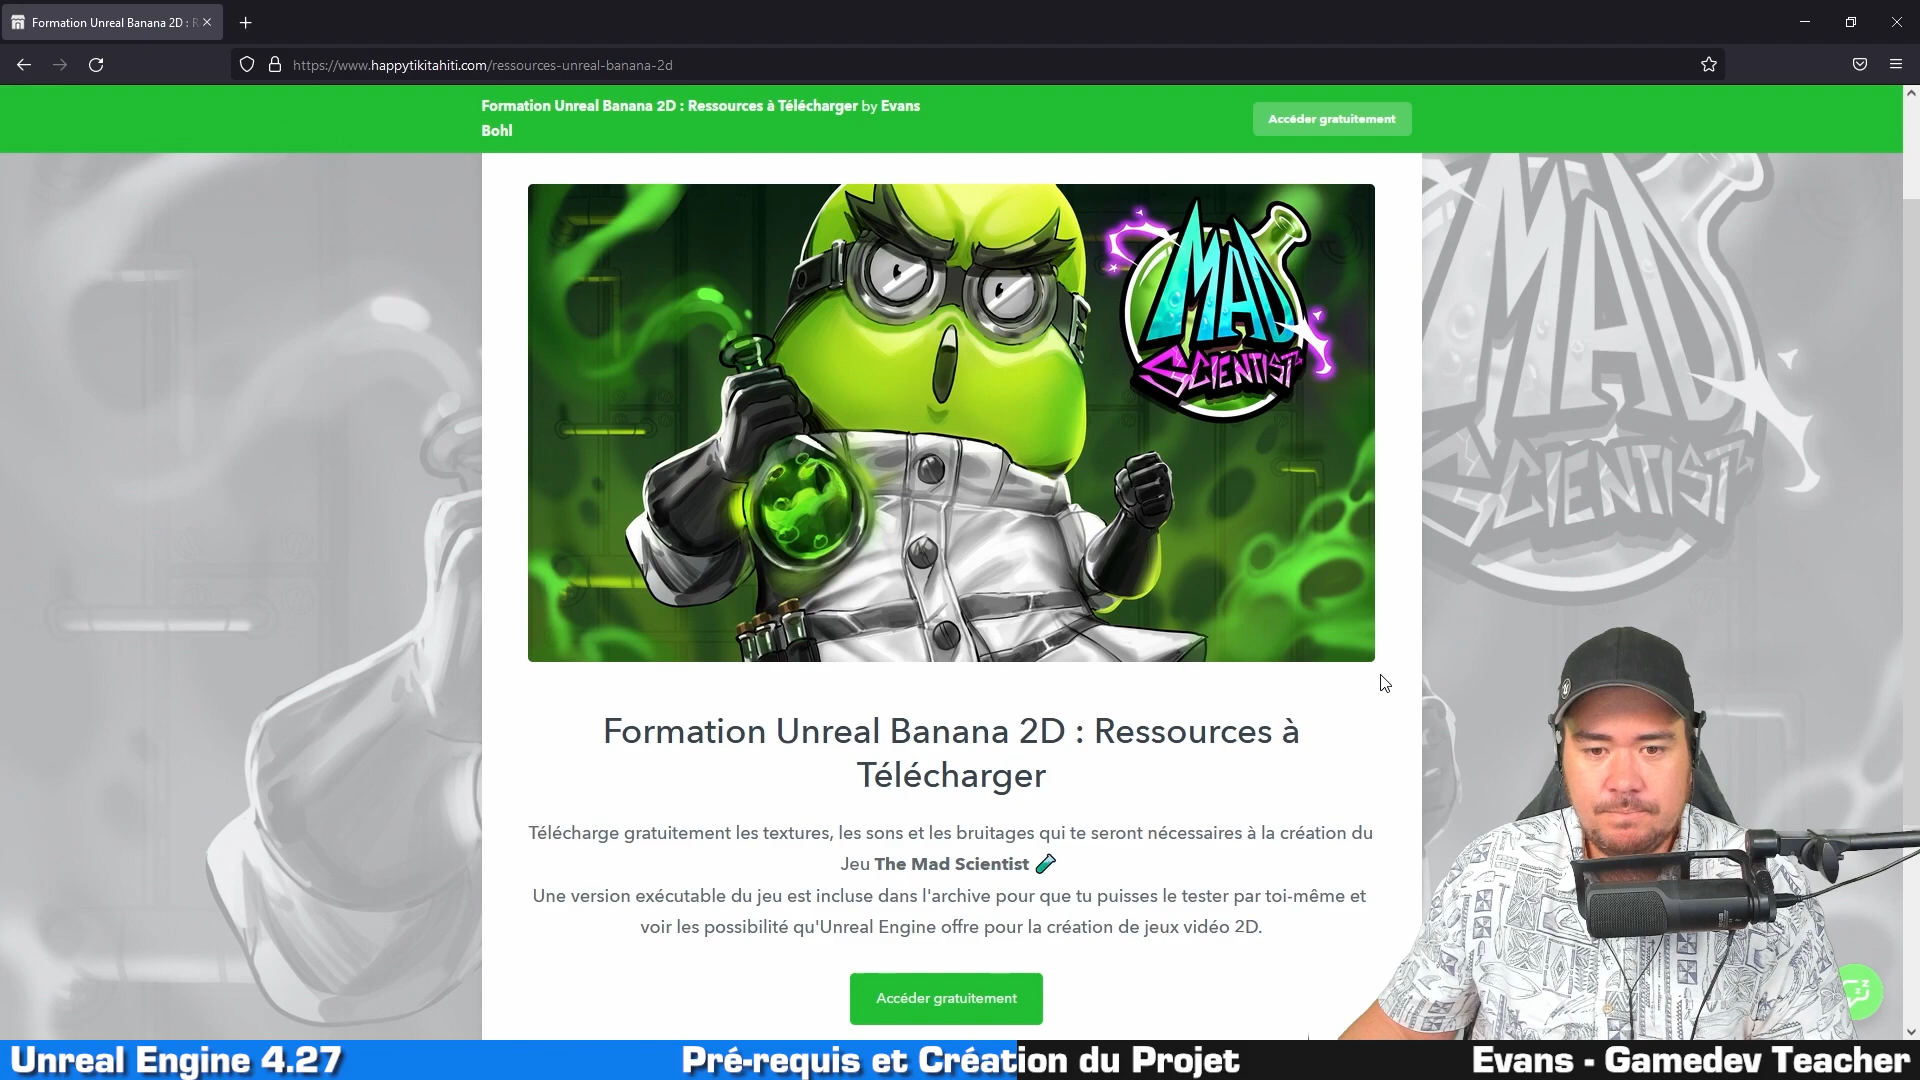 Formation Unreal Banana 2D : R
https://www.happytikitahiti.com/ressources-unreal-banana-2d
Formation Unreal Banana 2D : Ressources à Télécharger by Evans
Bohl
Accéder gratuitement
MAD
SCIENTIST
MAD
SCIENTIST
Formation Unreal Banana 2D : Ressources à
Télécharger
Télécharge gratuitement les textures, les sons et les bruitages qui te seront nécessaires à la création du
Jeu The Mad Scientist
Une version exécutable du jeu est incluse dans l'archive pour que tu puisses le tester par toi-même et
voir les possibilité qu'Unreal Engine offre pour la création de jeux vidéo 2D.
Accéder gratuitement
Unreal Engine 4.27
Pré-requis et Création du Projet
Evans - Gamedev Teacher